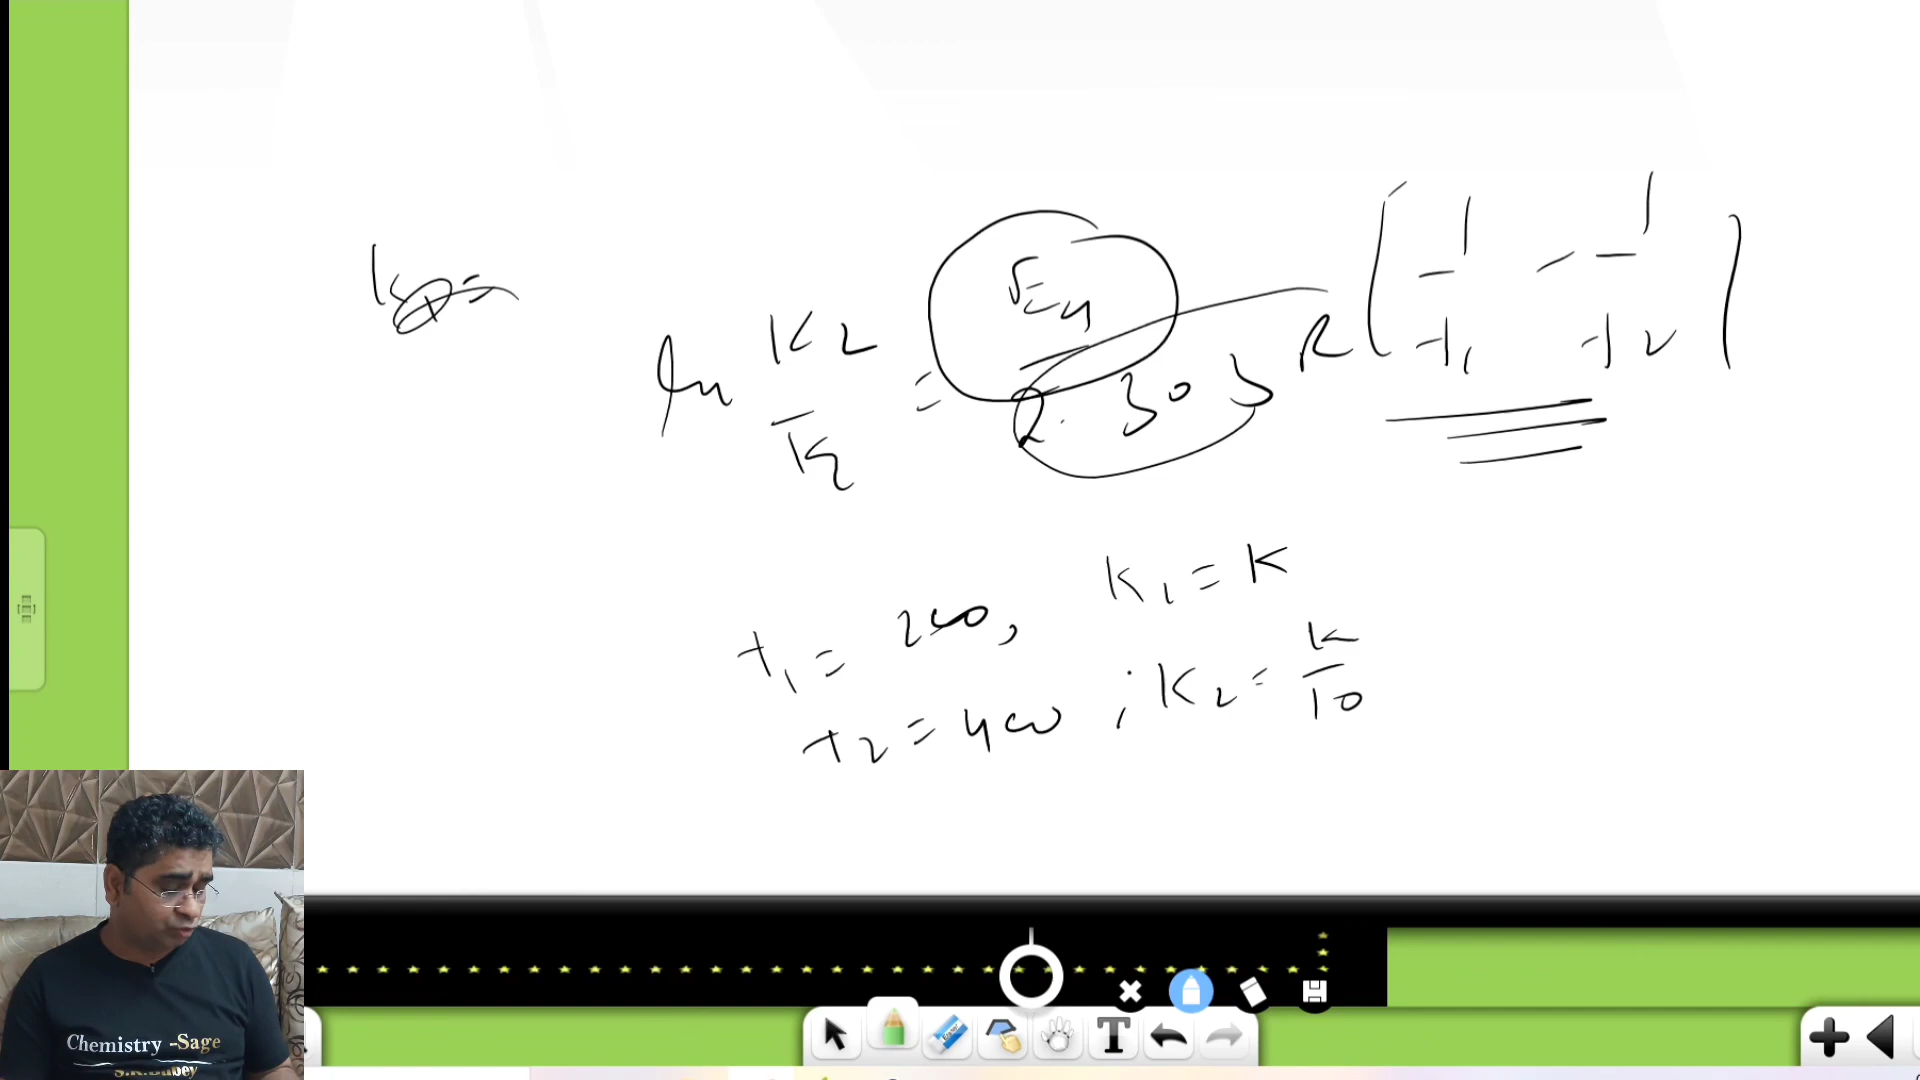 ln K2/K1 = Ea/2.303 R [1/T1 - 1/T2]
t1 = 200, K1 = K
t2 = 400 ; K2 = K/10
Chemistry -Sage
S.K.Dubey
T